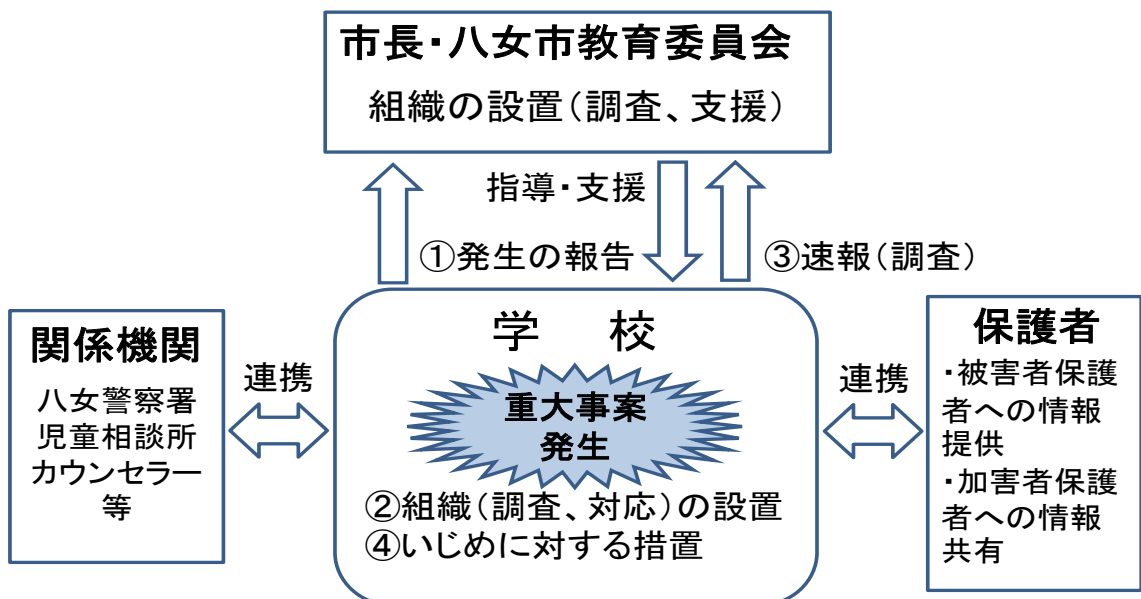 市長・八女市教育委員会
組織の設置（調査、支援）
指導・支援
①発生の報告
③速報（調査）
関係機関
八女警察署
児童相談所
カウンセラー
等
連携
学　校
重大事案
発生
②組織（調査、対応）の設置
④いじめに対する措置
連携
保護者
・被害者保護
者への情報
提供
・加害者保護
者への情報
共有